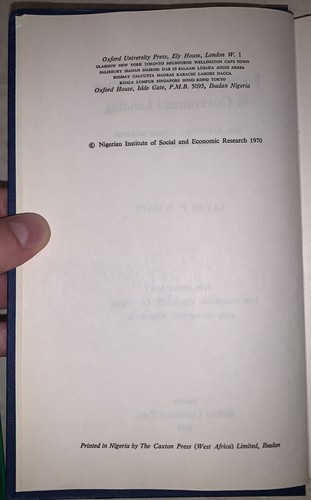 Oxford University Press, Ely House, London W. 1
GLASGOW NEW YORK TORONTO MELBOURNE WELLINGTON CAPE TOWN
SALISBURY IBADAN NAIROBI DAR ES SALAAM LUSAKA ADDIS ABABA
BOMBAY CALCUTTA MADRAS KARACHI LAHORE DACCA
KUALA LUMPUR SINGAPORE HONG KONG TOKYO
Oxford House, Iddo Gate, P.M.B. 5095, Ibadan Nigeria
© Nigerian Institute of Social and Economic Research 1970
Printed in Nigeria by The Caxton Press (West Africa) Limited, Ibadan